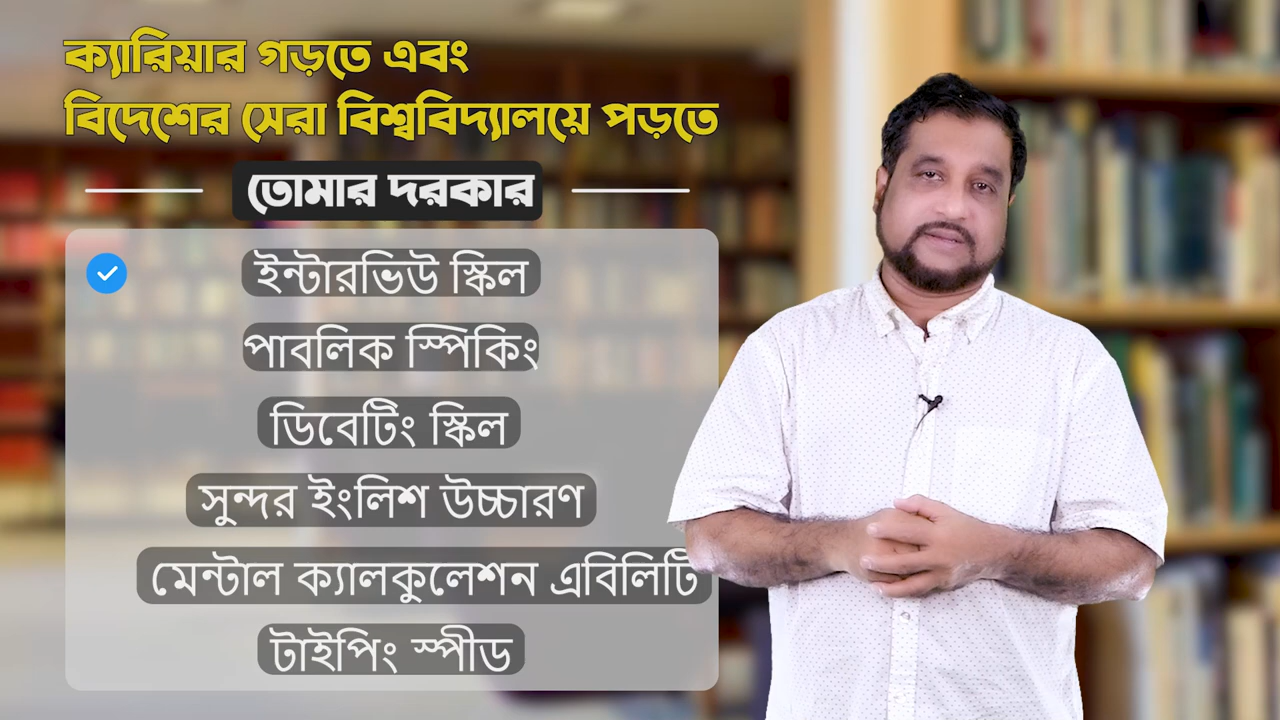 ক্যারিয়ার গড়তে এবং
বিদেশের সেরা বিশ্ববিদ্যালয়ে পড়তে
তোমার দরকার
ইন্টারভিউ স্কিল
পাবলিক স্পিকিং
ডিবেটিং স্কিল
সুন্দর ইংলিশ উচ্চারণ
মেন্টাল ক্যালকুলেশন এবিলিটি
টাইপিং স্পীড